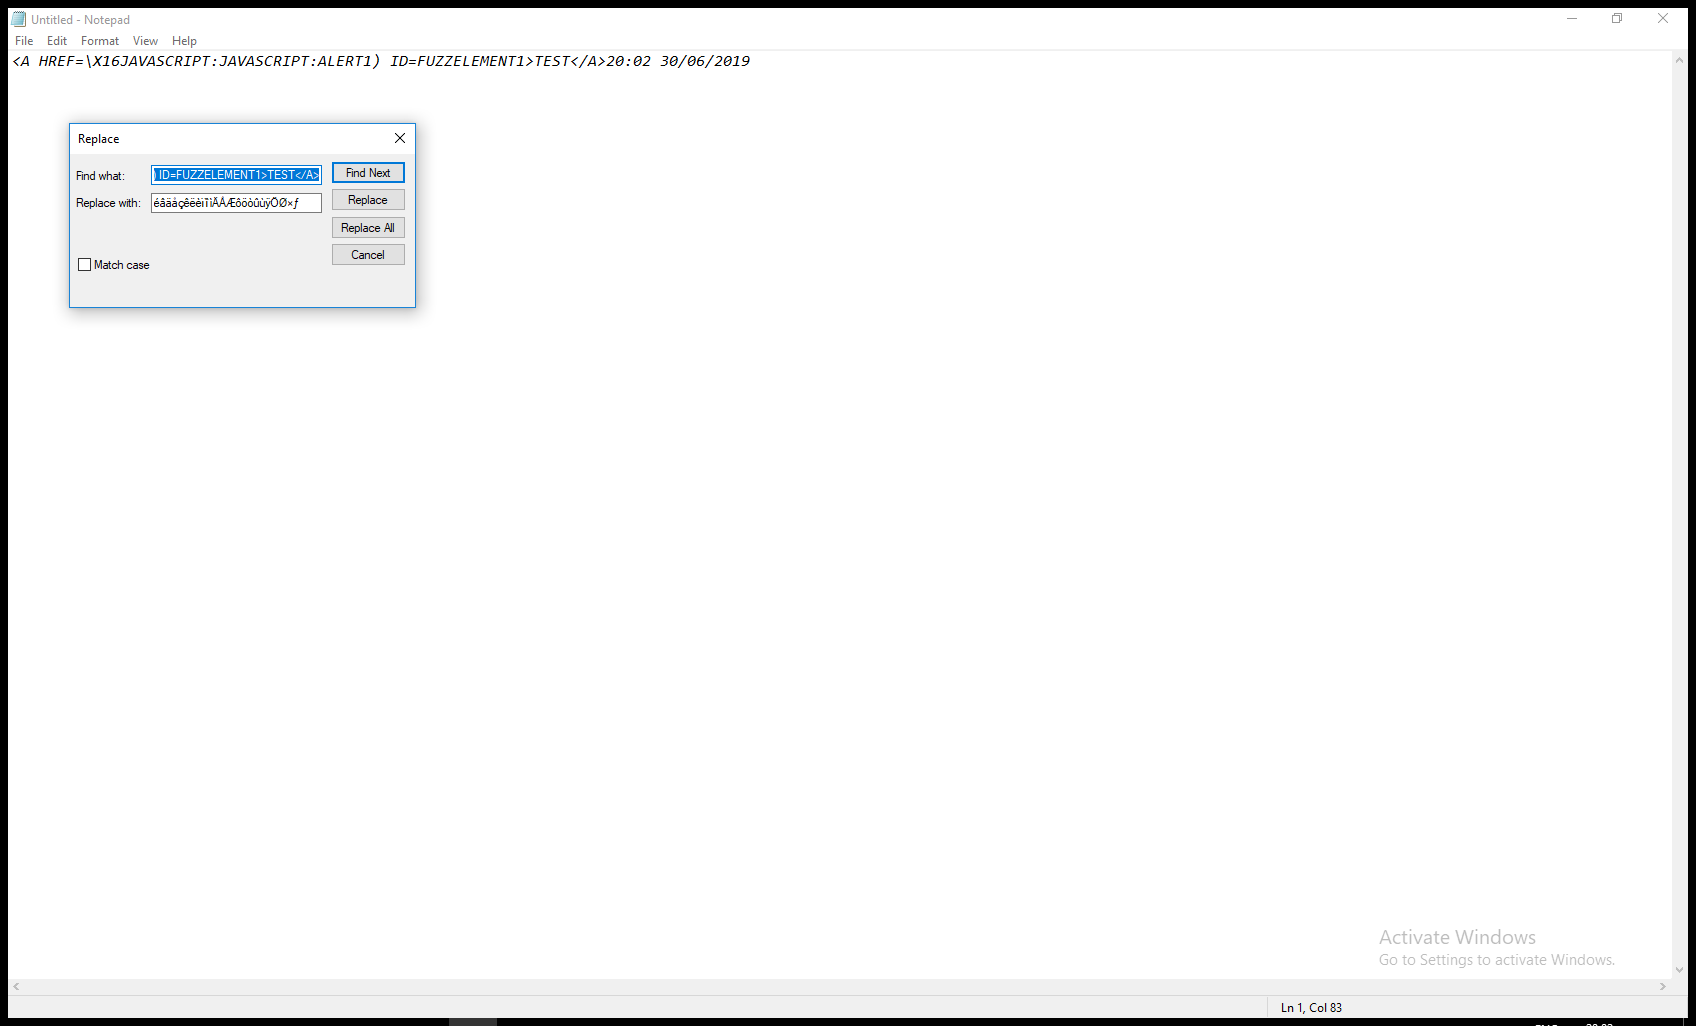 Untitled - Notepad
File Edit Format View Help
<A HREF=\X16JAVASCRIPT:JAVASCRIPT:ALERT1) ID=FUZZELEMENT1>TEST</A>20:02 30/06/2019
Replace
Find what: ) ID=FUZZELEMENT1>TEST</A> Find Next
Replace with: éâäàçêëèïîìÄÅÆôöòûùÿÖØ×ƒ Replace
Replace All
Cancel
Match case
Activate Windows
Go to Settings to activate Windows.
Ln 1, Col 83